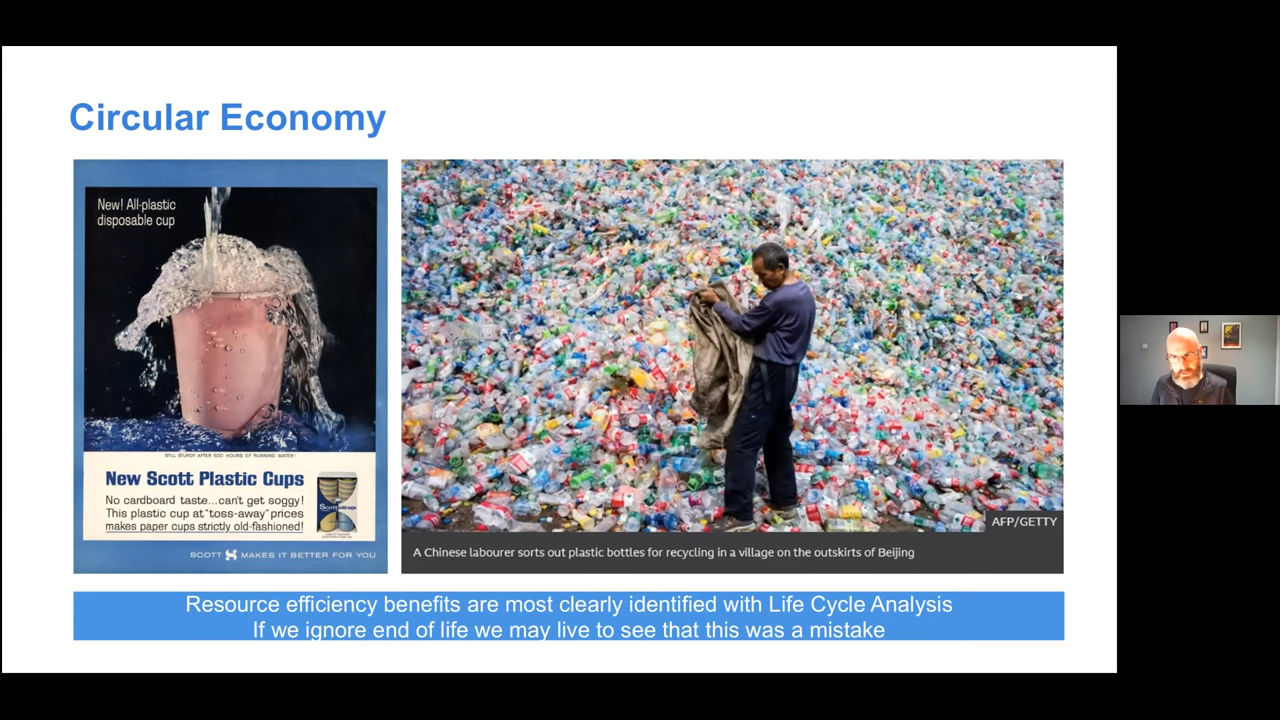 Circular Economy
New! All-plastic
disposable cup
STILL STURDY AFTER 500 HOURS OF RUNNING WATER!
New Scott Plastic Cups
No cardboard taste...can't get soggy!
This plastic cup at "toss-away" prices
makes paper cups strictly old-fashioned!
SCOTT MAKES IT BETTER FOR YOU
AFP/GETTY
A Chinese labourer sorts out plastic bottles for recycling in a village on the outskirts of Beijing
Resource efficiency benefits are most clearly identified with Life Cycle Analysis
If we ignore end of life we may live to see that this was a mistake